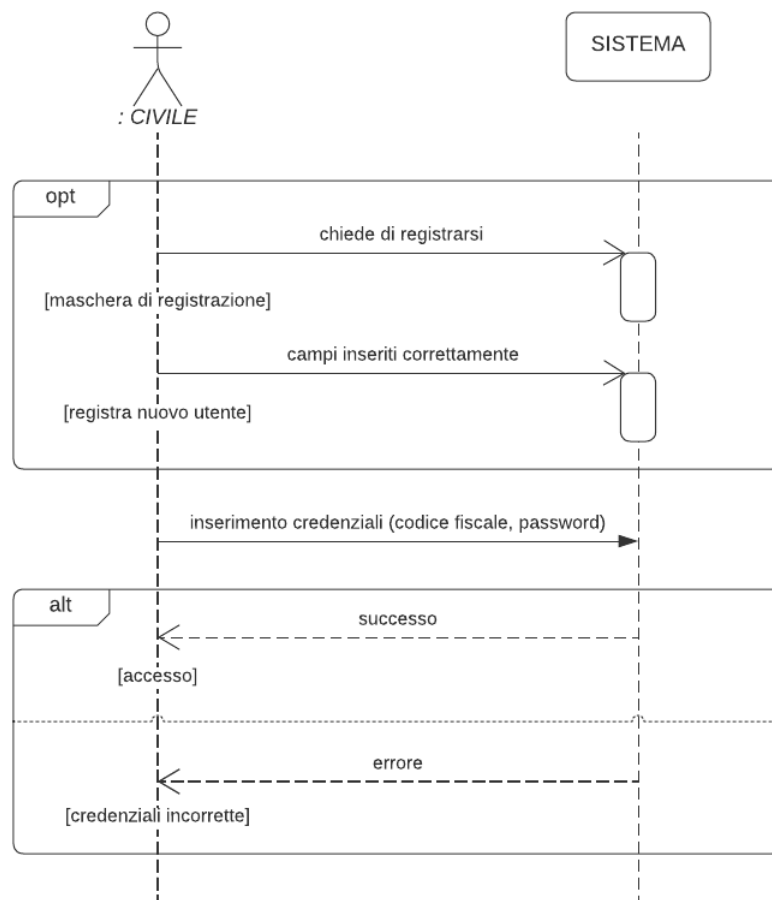 SISTEMA
: CIVILE
opt
chiede di registrarsi
[maschera di registrazione]
campi inseriti correttamente
[registra nuovo utente]
inserimento credenziali (codice fiscale, password)
alt
successo
[accesso]
errore
[credenziali incorrette]